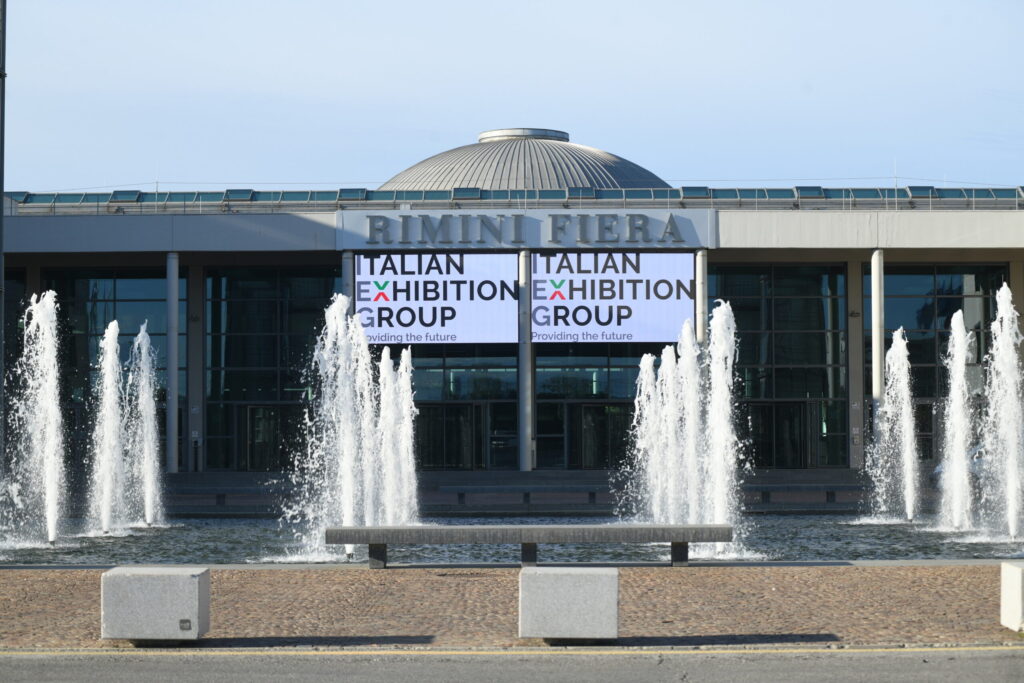 RIMINI FIERA
ITALIAN
EXHIBITION
GROUP
Providing the future
ITALIAN
EXHIBITION
GROUP
Providing the future